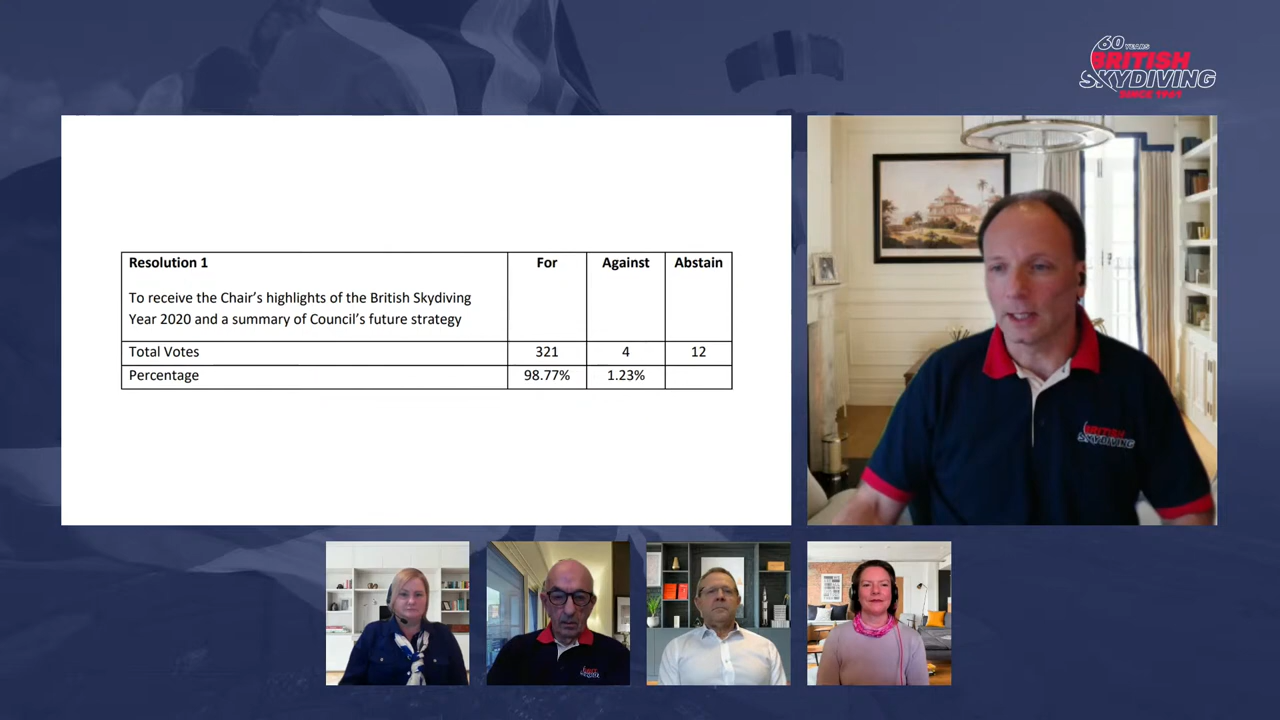 60 YEARS
BRITISH
SKYDIVING
SINCE 1961
Resolution 1 For Against Abstain
To receive the Chair's highlights of the British Skydiving
Year 2020 and a summary of Council's future strategy
Total Votes 321 4 12
Percentage 98.77% 1.23%
BRITISH
SKYDIVING